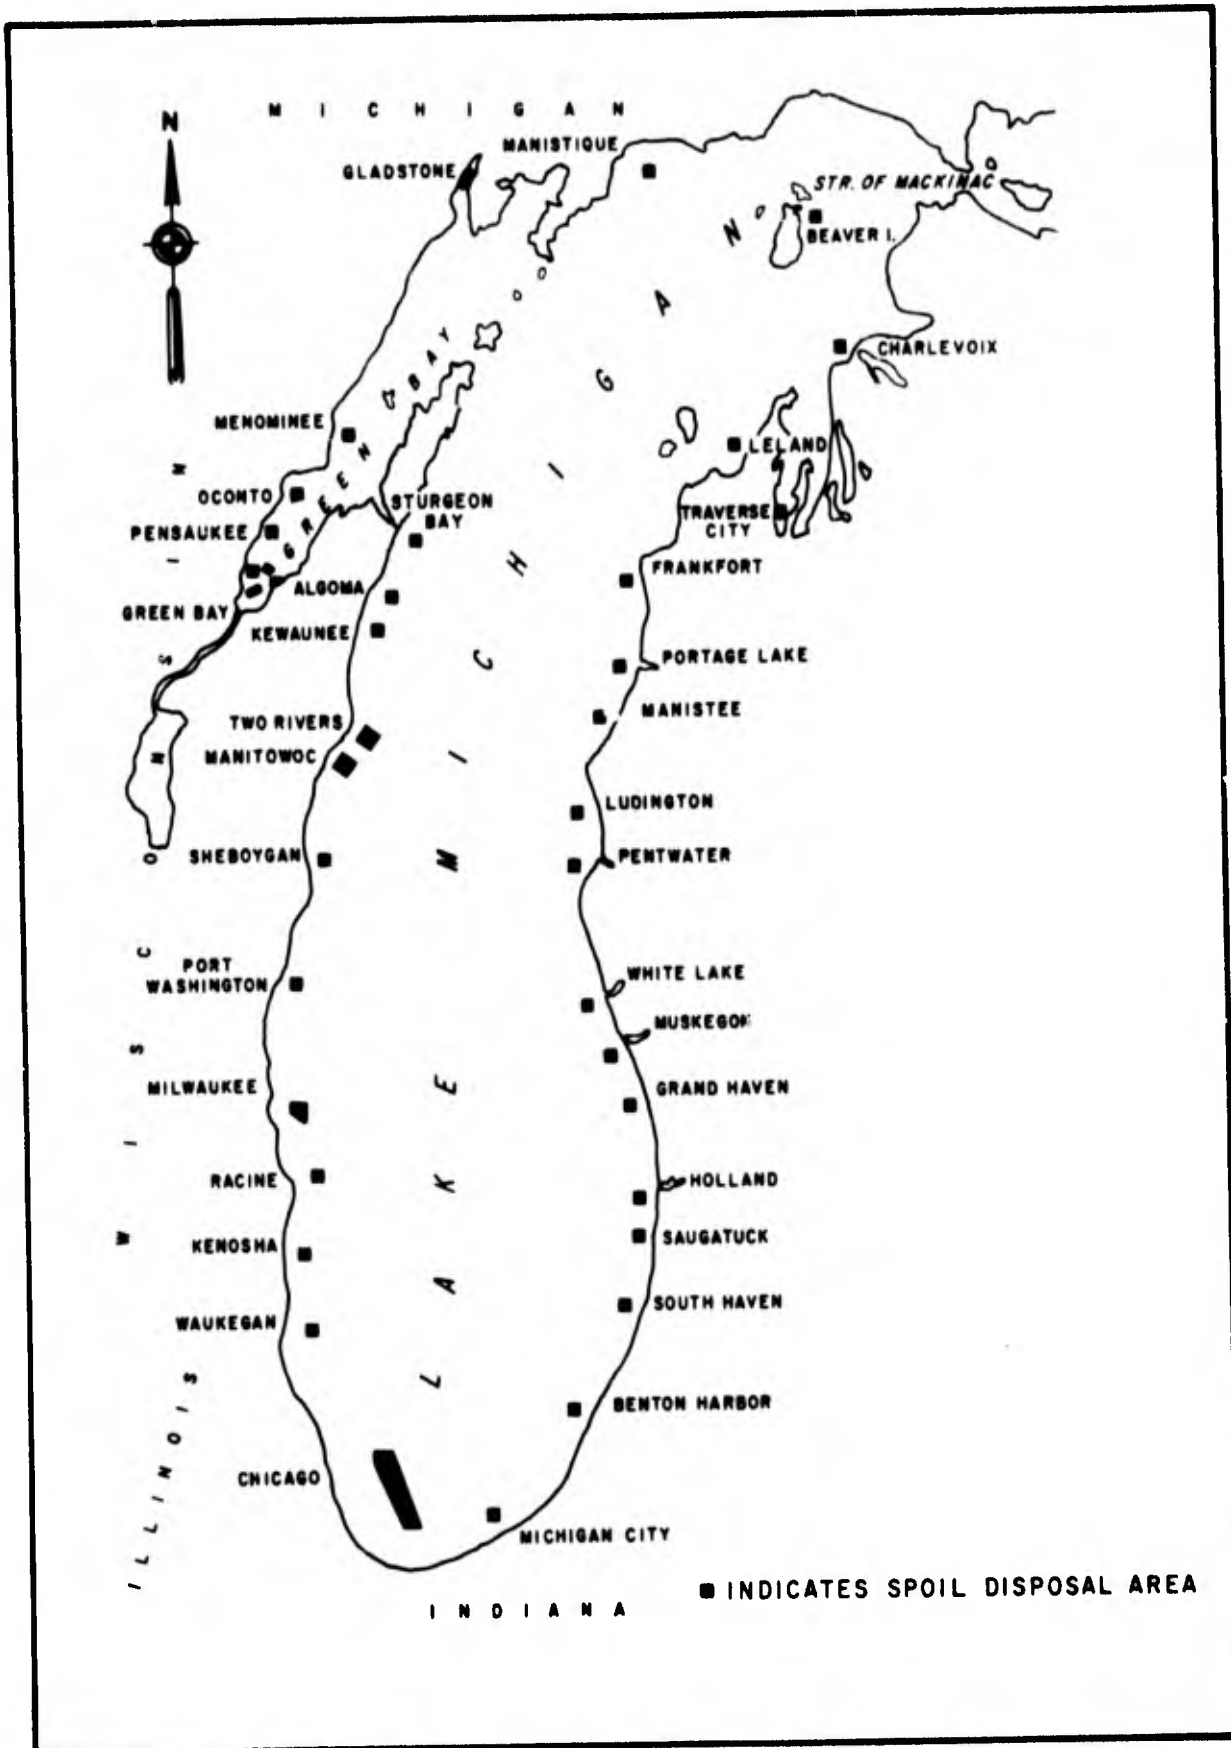 N
MICHIGAN
MANISTIQUE
GLADSTONE
STR. OF MACKINAC
BEAVER I.
CHARLEVOIX
GREEN BAY
MENOMINEE
LELAND
OCONTO
STURGEON
BAY
PENSAUKEE
TRAVERSE
CITY
FRANKFORT
ALGOMA
GREEN BAY
KEWAUNEE
PORTAGE LAKE
MANISTEE
TWO RIVERS
MANITOWOC
LUDINGTON
SHEBOYGAN
PENTWATER
PORT
WASHINGTON
WHITE LAKE
MUSKEGON
MILWAUKEE
GRAND HAVEN
RACINE
HOLLAND
KENOSHA
SAUGATUCK
SOUTH HAVEN
WAUKEGAN
BENTON HARBOR
CHICAGO
MICHIGAN CITY
LAKE MICHIGAN
WISCONSIN
ILLINOIS
INDIANA
INDICATES SPOIL DISPOSAL AREA